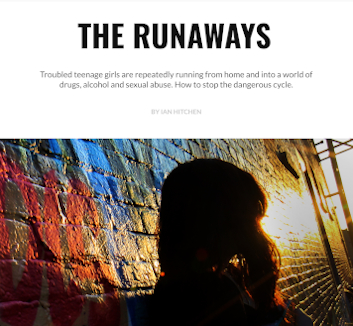 THE RUNAWAYS
Troubled teenage girls are repeatedly running from home and into a world of
drugs, alcohol and sexual abuse. How to stop the dangerous cycle.
BY IAN HITCHEN